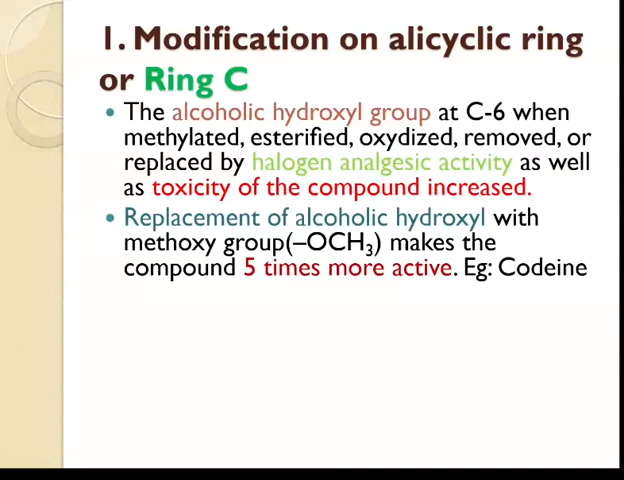 1. Modification on alicyclic ring
or Ring C
• The alcoholic hydroxyl group at C-6 when
methylated, esterified, oxydized, removed, or
replaced by halogen analgesic activity as well
as toxicity of the compound increased.
• Replacement of alcoholic hydroxyl with
methoxy group(–OCH₃) makes the
compound 5 times more active. Eg: Codeine